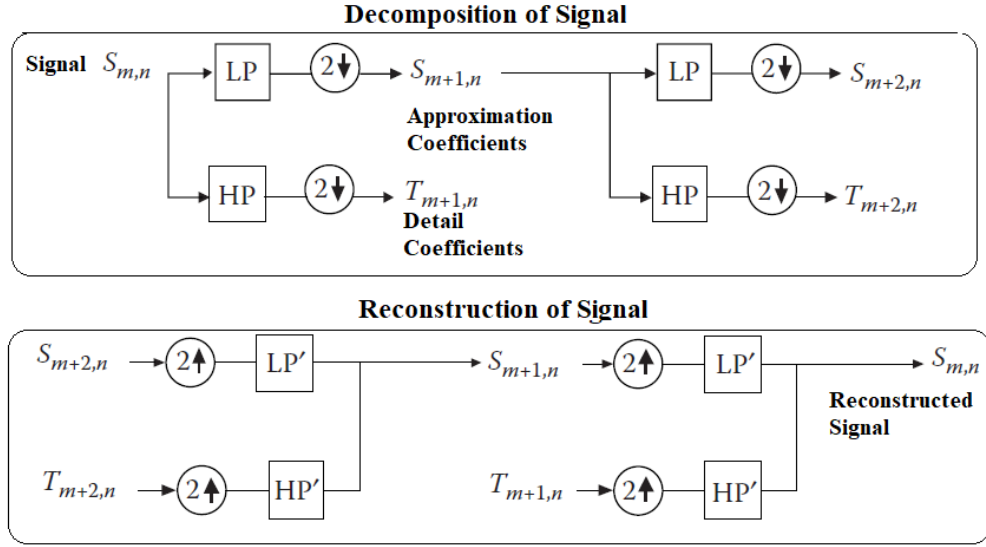 Decomposition of Signal
Signal S_{m,n} LP 2↓ S_{m+1,n} LP 2↓ S_{m+2,n}
Approximation
Coefficients
HP 2↓ T_{m+1,n} HP 2↓ T_{m+2,n}
Detail
Coefficients
Reconstruction of Signal
S_{m+2,n} 2↑ LP′ S_{m+1,n} 2↑ LP′ S_{m,n}
Reconstructed
Signal
T_{m+2,n} 2↑ HP′ T_{m+1,n} 2↑ HP′